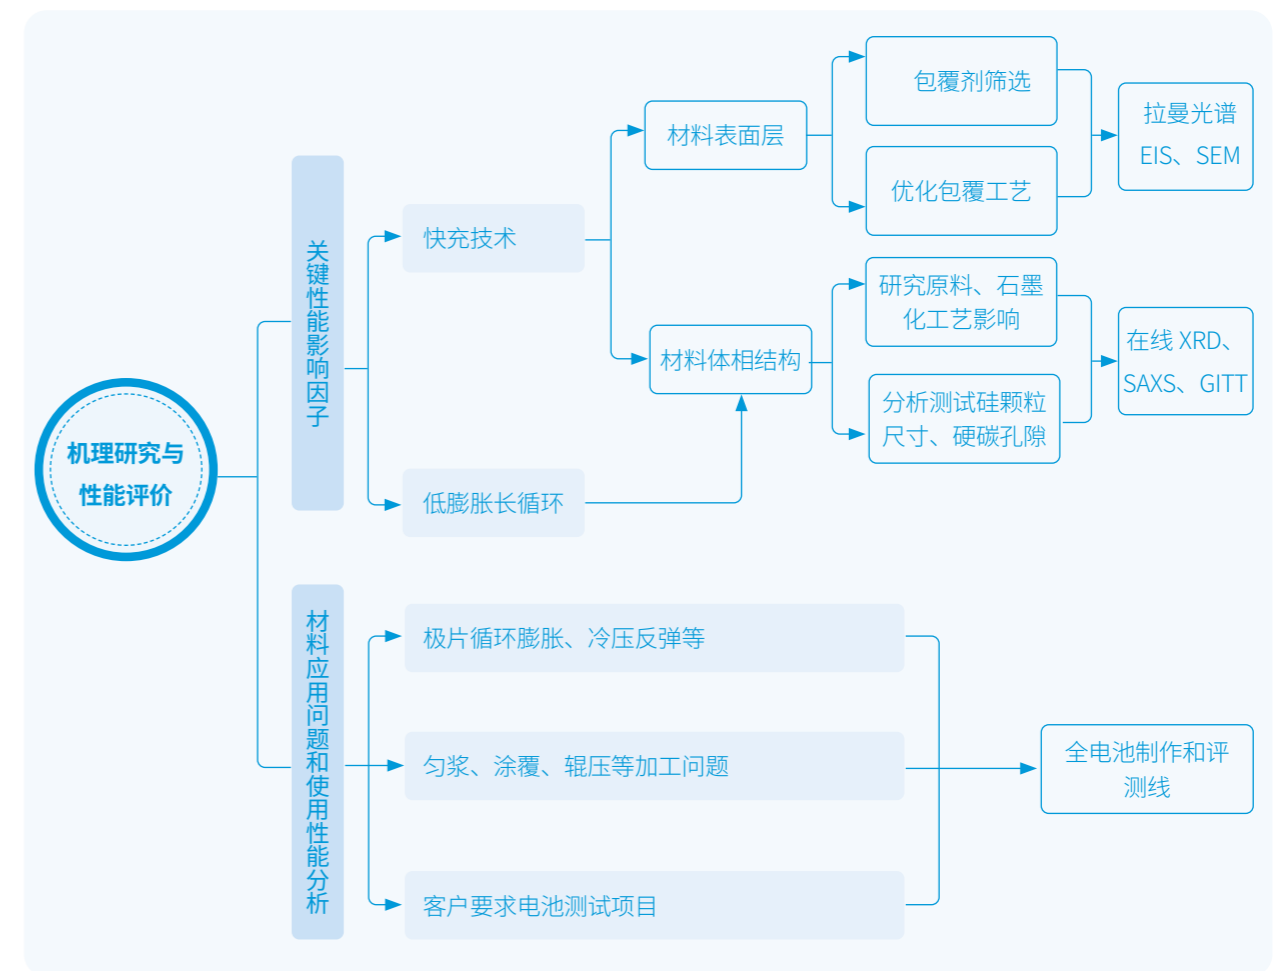 机理研究与
性能评价
关键性能影响因子
快充技术
低膨胀长循环
材料表面层
材料体相结构
包覆剂筛选
优化包覆工艺
拉曼光谱
EIS、SEM
研究原料、石墨
化工艺影响
分析测试硅颗粒
尺寸、硬碳孔隙
在线 XRD、
SAXS、GITT
材料应用问题和使用性能分析
极片循环膨胀、冷压反弹等
匀浆、涂覆、辊压等加工问题
客户要求电池测试项目
全电池制作和评
测线